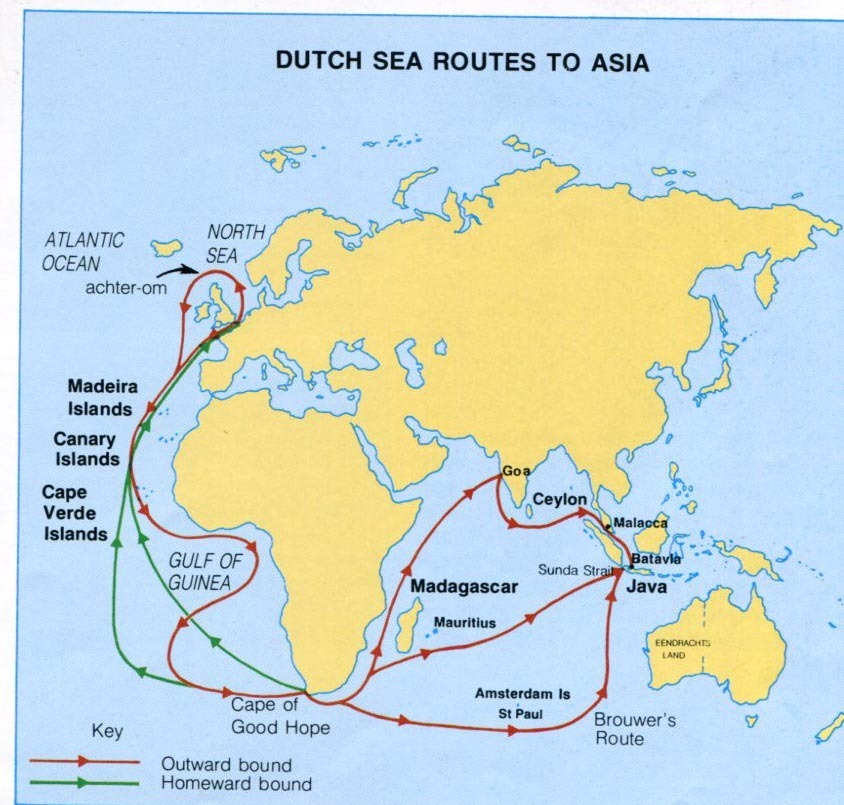 DUTCH SEA ROUTES TO ASIA
ATLANTIC
OCEAN
NORTH
SEA
achter-om
Madeira
Islands
Canary
Islands
Cape
Verde
Islands
GULF OF
GUINEA
Goa
Ceylon
Malacca
Batavia
Sunda Strait
Java
Madagascar
Mauritius
EENDRACHTS
LAND
Amsterdam Is
St Paul
Brouwer's
Route
Cape of
Good Hope
Key
Outward bound
Homeward bound